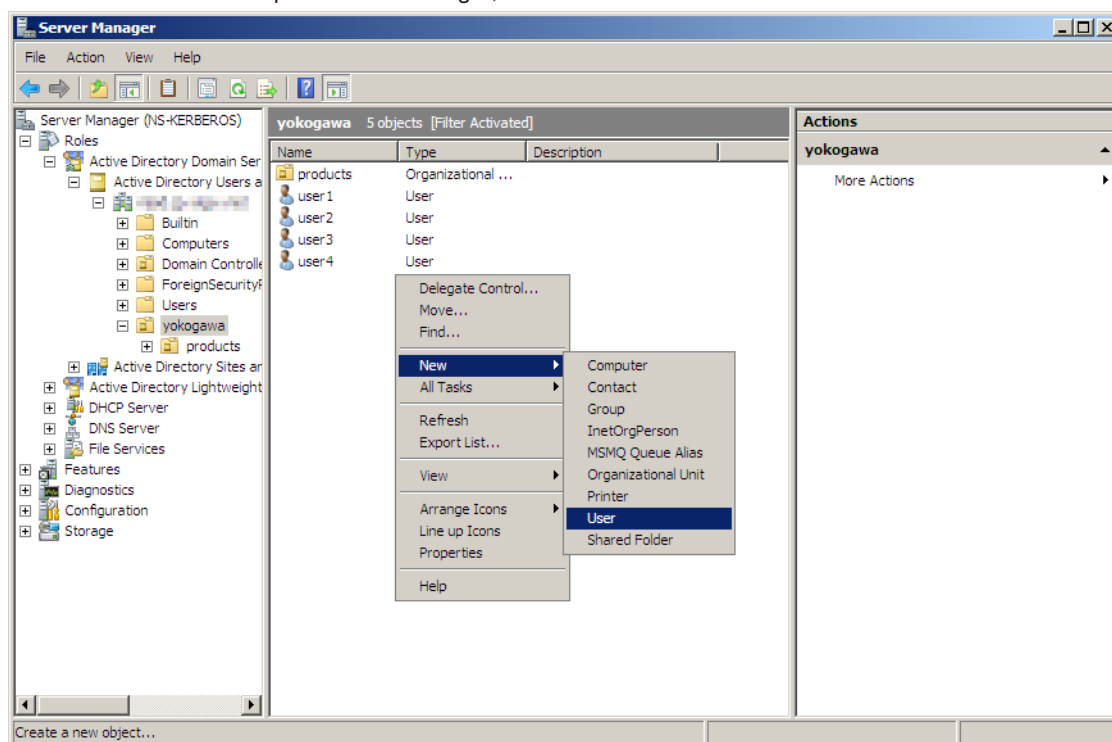 Server Manager
File Action View Help
Server Manager (NS-KERBEROS)
Roles
Active Directory Domain Ser
Active Directory Users a
Builtin
Computers
Domain Controlle
ForeignSecurityP
Users
yokogawa
products
Active Directory Sites ar
Active Directory Lightweight
DHCP Server
DNS Server
File Services
Features
Diagnostics
Configuration
Storage
yokogawa 5 objects [Filter Activated]
Name Type Description
products Organizational ...
user1 User
user2 User
user3 User
user4 User
Delegate Control...
Move...
Find...
New
All Tasks
Refresh
Export List...
View
Arrange Icons
Line up Icons
Properties
Help
Computer
Contact
Group
InetOrgPerson
MSMQ Queue Alias
Organizational Unit
Printer
User
Shared Folder
Actions
yokogawa
More Actions
Create a new object...